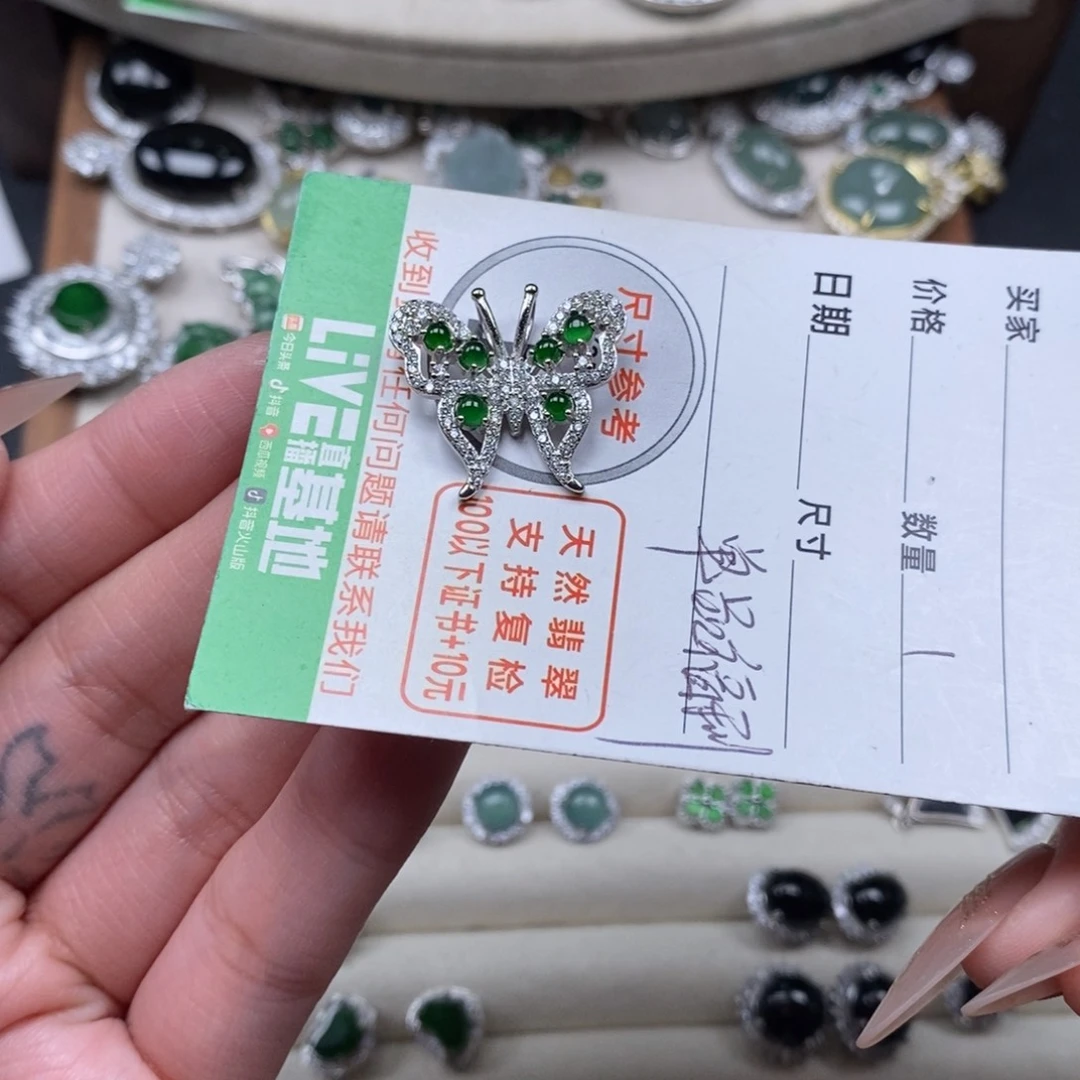 LiVE直播基地
今日头条 抖音 西瓜视频 抖音火山版
收到
任何问题请联系我们
尺寸参考
天然翡翠
支持复检
100以下证书+10元
买家
价格
数量
日期
尺寸